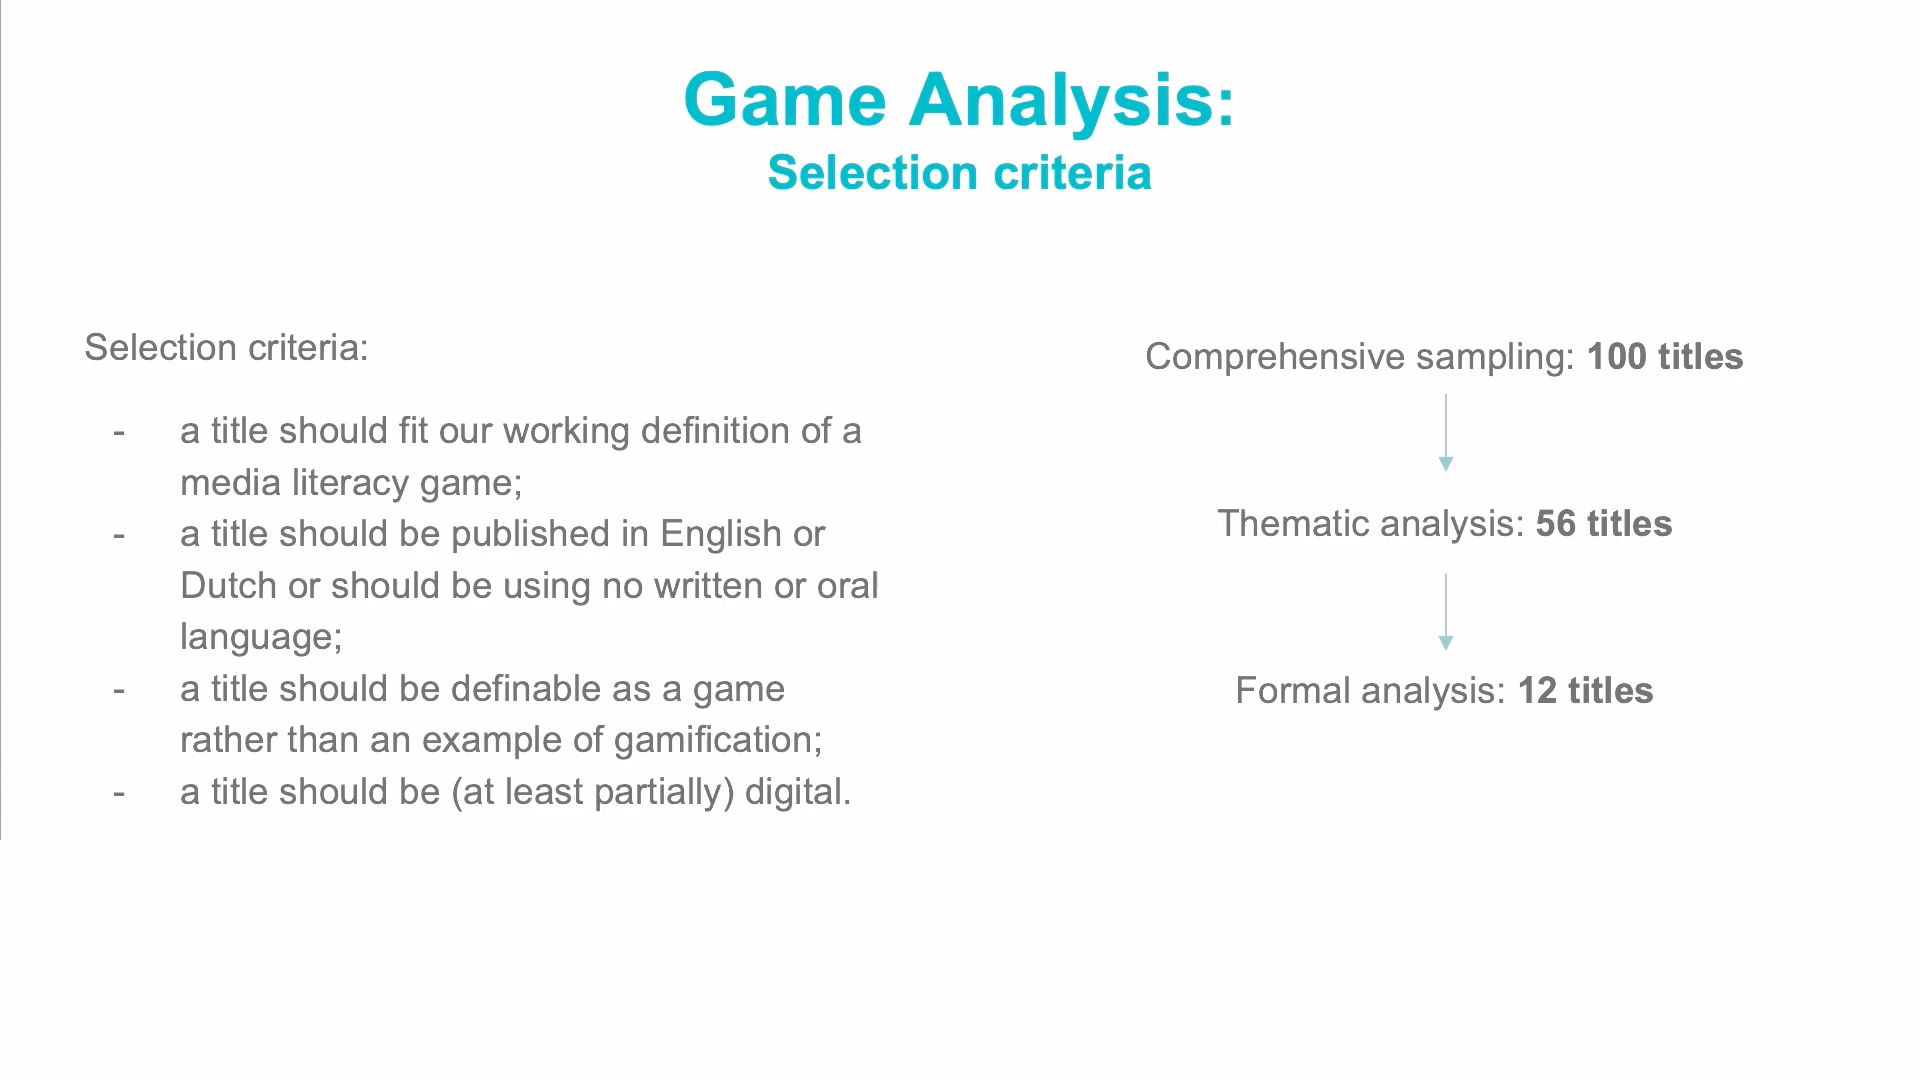 Game Analysis:
Selection criteria
Selection criteria:
- a title should fit our working definition of a
media literacy game;
- a title should be published in English or
Dutch or should be using no written or oral
language;
- a title should be definable as a game
rather than an example of gamification;
- a title should be (at least partially) digital.
Comprehensive sampling: 100 titles
Thematic analysis: 56 titles
Formal analysis: 12 titles